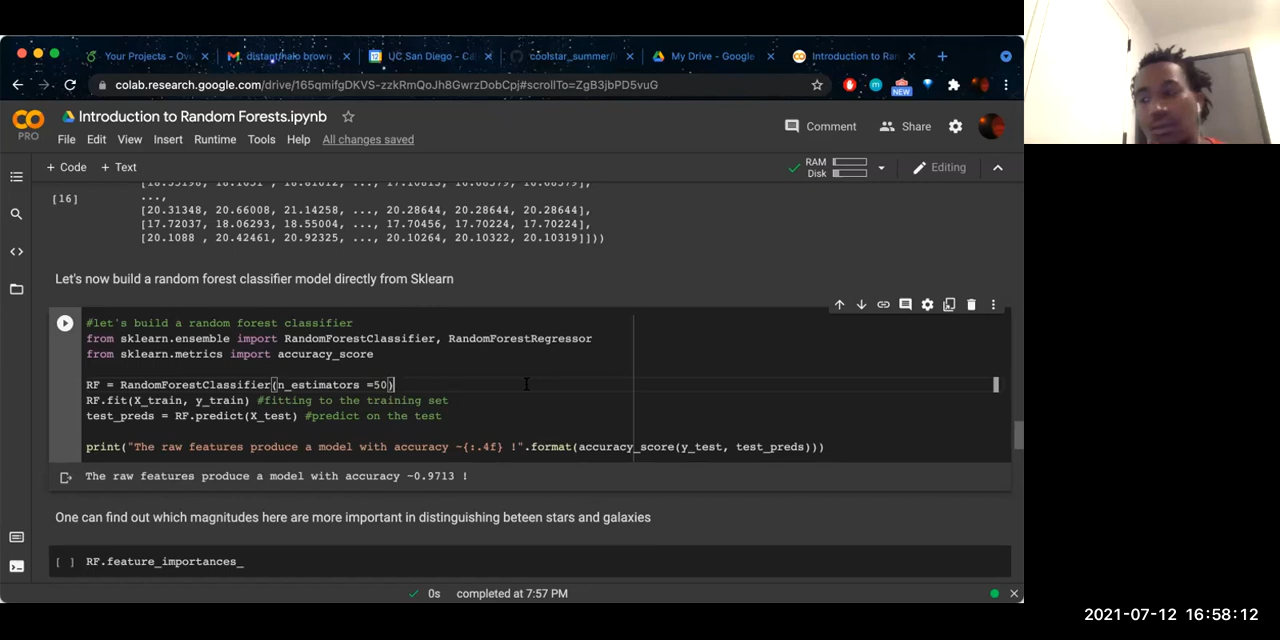 Your Projects - Ov
distant/halo brown
UC San Diego - Ca
coolstar_summer/
My Drive - Google
Introduction to Ran
colab.research.google.com/drive/165qmifgDKVS-zzkRmQoJh8GwrzDobCpj#scrollTo=ZgB3jbPD5vuG
NEW
CO
PRO
Introduction to Random Forests.ipynb
File Edit View Insert Runtime Tools Help All changes saved
Comment Share
+ Code + Text
RAM
Disk
Editing
[16]
...,
[20.31348, 20.66008, 21.14258, ..., 20.28644, 20.28644, 20.28644],
[17.72037, 18.06293, 18.55004, ..., 17.70456, 17.70224, 17.70224],
[20.1088 , 20.42461, 20.92325, ..., 20.10264, 20.10322, 20.10319]]))
Let's now build a random forest classifier model directly from Sklearn
#let's build a random forest classifier
from sklearn.ensemble import RandomForestClassifier, RandomForestRegressor
from sklearn.metrics import accuracy_score
RF = RandomForestClassifier(n_estimators =50)
RF.fit(X_train, y_train) #fitting to the training set
test_preds = RF.predict(X_test) #predict on the test
print("The raw features produce a model with accuracy ~{:.4f} !".format(accuracy_score(y_test, test_preds)))
The raw features produce a model with accuracy ~0.9713 !
One can find out which magnitudes here are more important in distinguishing beteen stars and galaxies
[ ] RF.feature_importances_
0s completed at 7:57 PM
2021-07-12 16:58:12